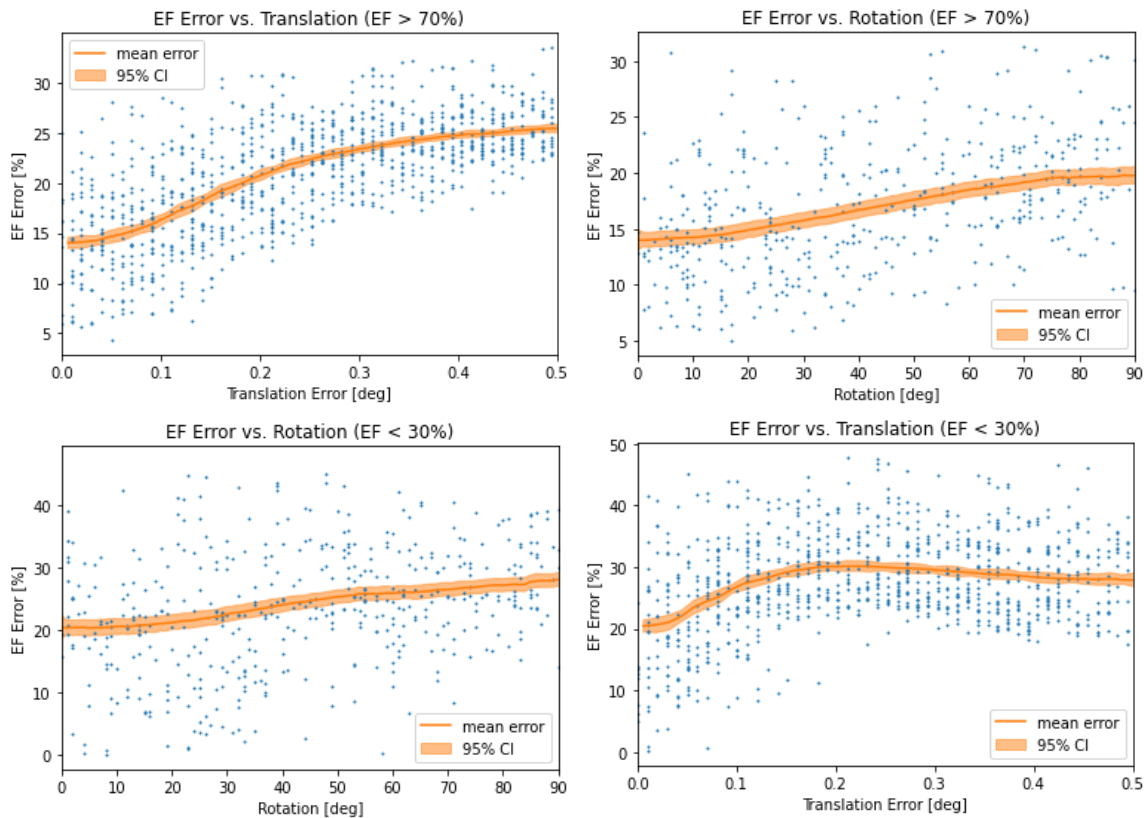 EF Error vs. Translation (EF > 70%)
mean error
95% CI
EF Error [%]
30
25
20
15
10
5
0.0 0.1 0.2 0.3 0.4 0.5
Translation Error [deg]
EF Error vs. Rotation (EF > 70%)
EF Error [%]
30
25
20
15
10
5
mean error
95% CI
0 10 20 30 40 50 60 70 80 90
Rotation [deg]
EF Error vs. Rotation (EF < 30%)
EF Error [%]
40
30
20
10
0
mean error
95% CI
0 10 20 30 40 50 60 70 80 90
Rotation [deg]
EF Error vs. Translation (EF < 30%)
EF Error [%]
50
40
30
20
10
0
mean error
95% CI
0.0 0.1 0.2 0.3 0.4 0.5
Translation Error [deg]